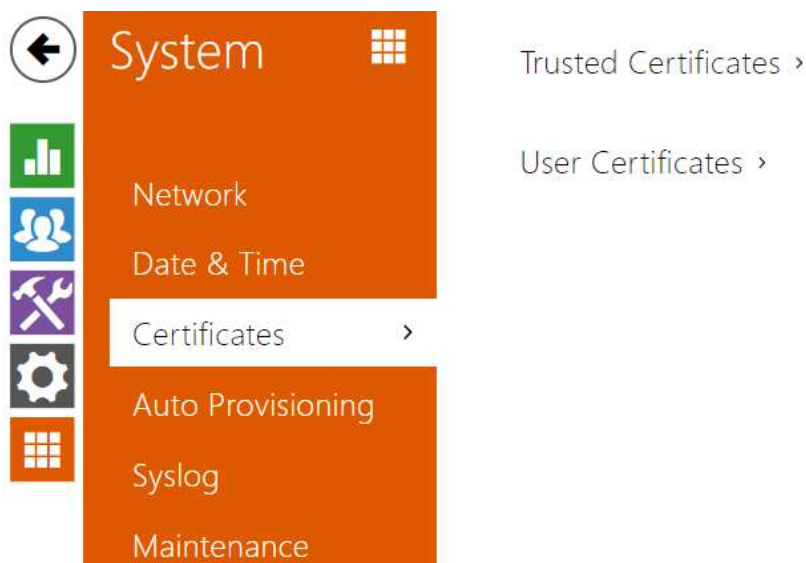 System
Network
Date & Time
Certificates
Auto Provisioning
Syslog
Maintenance
Trusted Certificates
User Certificates